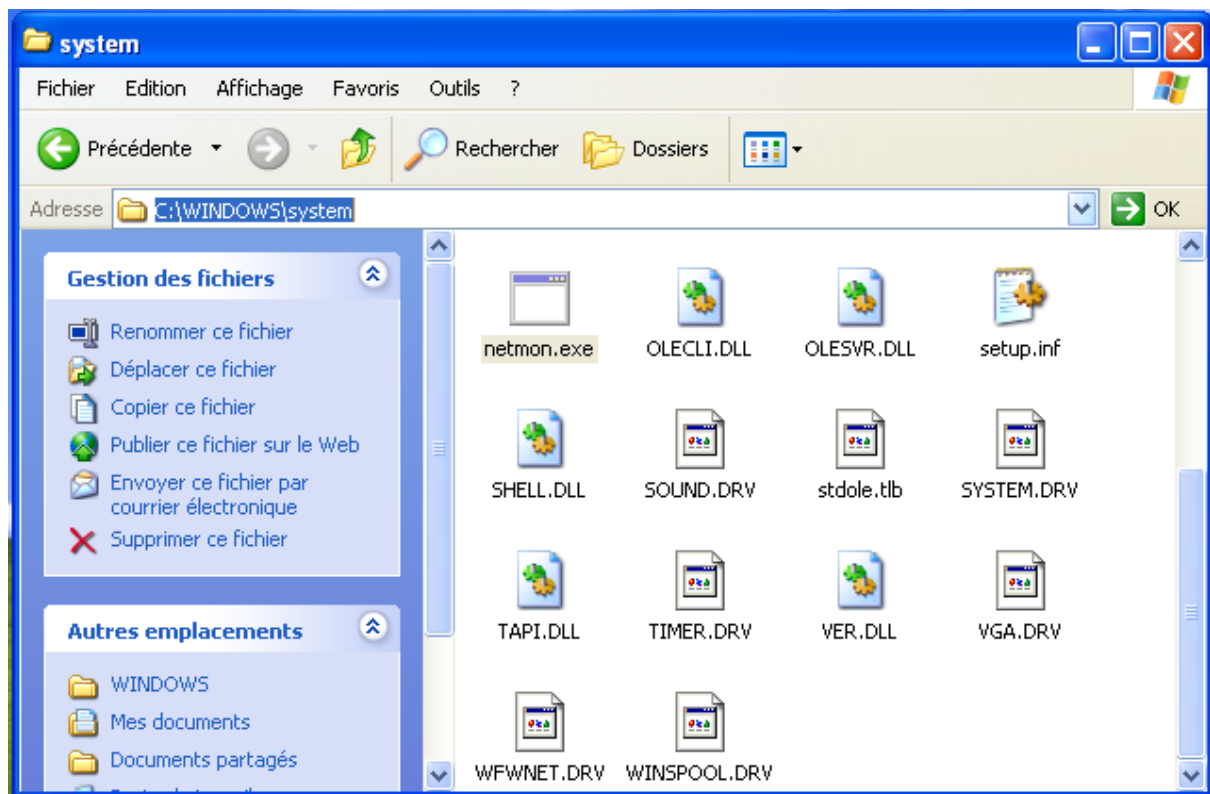 system
Fichier Edition Affichage Favoris Outils ?
Précédente Rechercher Dossiers
Adresse C:\WINDOWS\system OK
Gestion des fichiers
Renommer ce fichier
Déplacer ce fichier
Copier ce fichier
Publier ce fichier sur le Web
Envoyer ce fichier par
courrier électronique
Supprimer ce fichier
Autres emplacements
WINDOWS
Mes documents
Documents partagés
netmon.exe OLECLI.DLL OLESVR.DLL setup.inf
SHELL.DLL SOUND.DRV stdole.tlb SYSTEM.DRV
TAPI.DLL TIMER.DRV VER.DLL VGA.DRV
WFWNET.DRV WINSPOOL.DRV